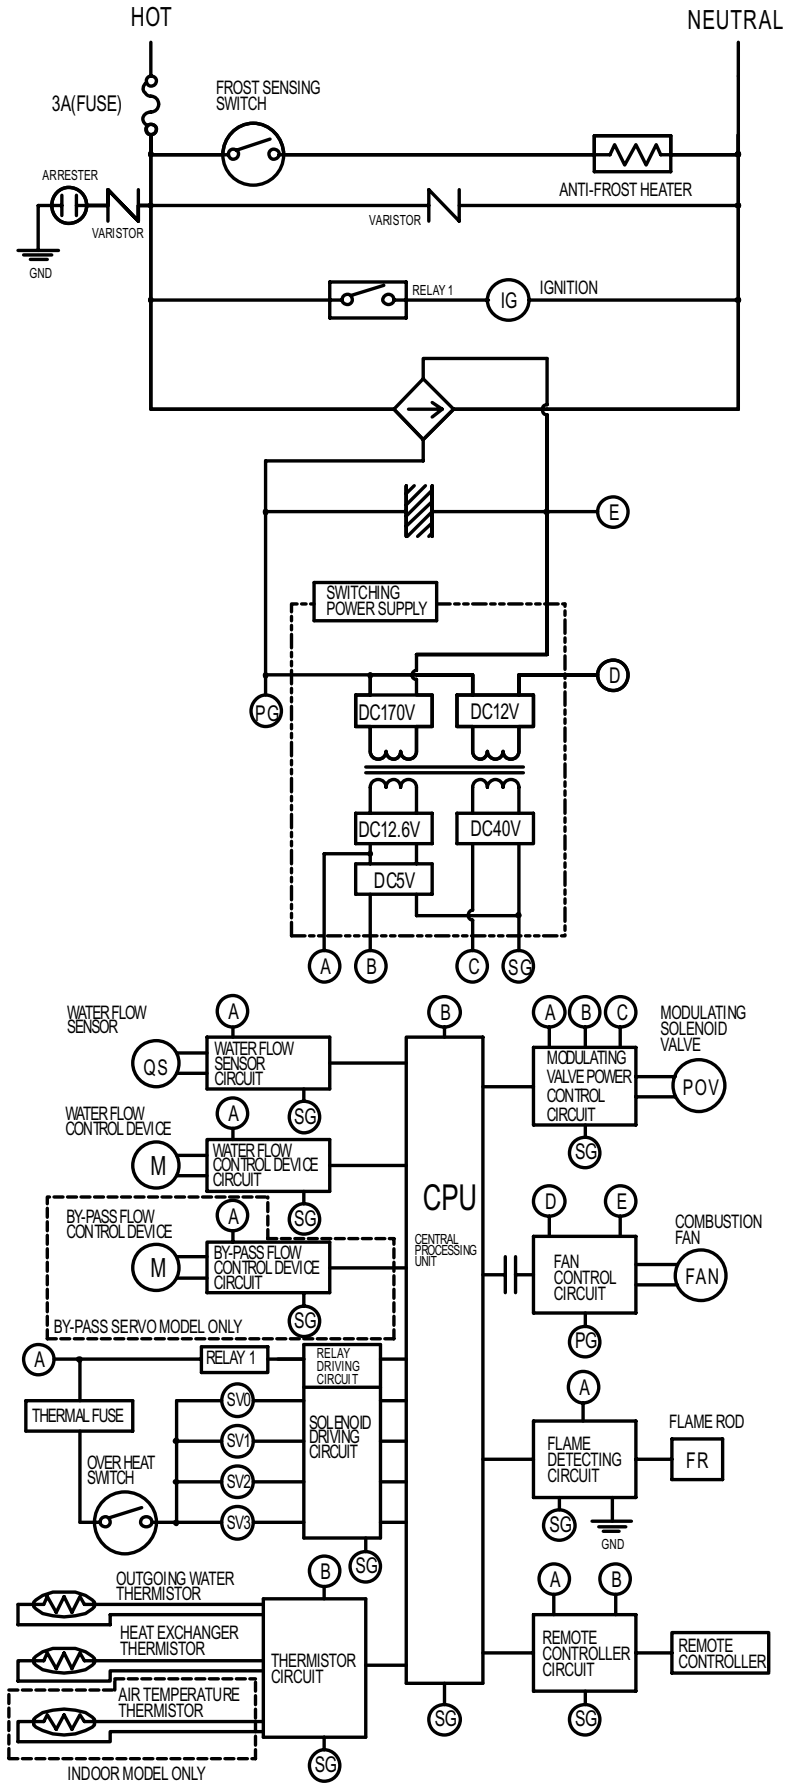 HOT
NEUTRAL
3A(FUSE)
FROST SENSING
SWITCH
ANTI-FROST HEATER
ARRESTER
VARISTOR
VARISTOR
GND
RELAY 1
IG
IGNITION
E
SWITCHING
POWER SUPPLY
D
PG
DC170V
DC12V
DC12.6V
DC40V
DC5V
A
B
C
SG
WATER FLOW
SENSOR
QS
A
WATER FLOW
SENSOR
CIRCUIT
SG
WATER FLOW
CONTROL DEVICE
M
A
WATER FLOW
CONTROL DEVICE
CIRCUIT
SG
BY-PASS FLOW
CONTROL DEVICE
M
A
BY-PASS FLOW
CONTROL DEVICE
CIRCUIT
SG
BY-PASS SERVO MODEL ONLY
B
CPU
CENTRAL
PROCESSING
UNIT
SG
A
B
C
MODULATING
SOLENOID
VALVE
MODULATING
VALVE POWER
CONTROL
CIRCUIT
POV
SG
D
E
COMBUSTION
FAN
FAN
CONTROL
CIRCUIT
FAN
PG
A
RELAY 1
RELAY
DRIVING
CIRCUIT
THERMAL FUSE
SV0
SV1
SV2
SV3
SOLENOID
DRIVING
CIRCUIT
OVER HEAT
SWITCH
SG
A
FLAME ROD
FLAME
DETECTING
CIRCUIT
FR
SG
GND
OUTGOING WATER
THERMISTOR
HEAT EXCHANGER
THERMISTOR
AIR TEMPERATURE
THERMISTOR
INDOOR MODEL ONLY
B
THERMISTOR
CIRCUIT
SG
A
B
REMOTE
CONTROLLER
CIRCUIT
REMOTE
CONTROLLER
SG